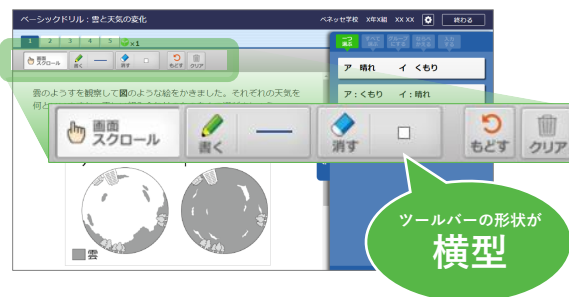 ベーシックドリル：雲と天気の変化
ベネッセ学校 X年X組 XX XX
終わる
1 2 3 4 5 x1
画面
スクロール
書く
消す
もどす
クリア
一つ
選ぶ
ア 晴れ イ くもり
ア：くもり イ：晴れ
雲のようすを観察して図のような絵をかきました。それぞれの天気を
画面
スクロール
書く
消す
もどす
クリア
雲
ツールバーの形状が
横型